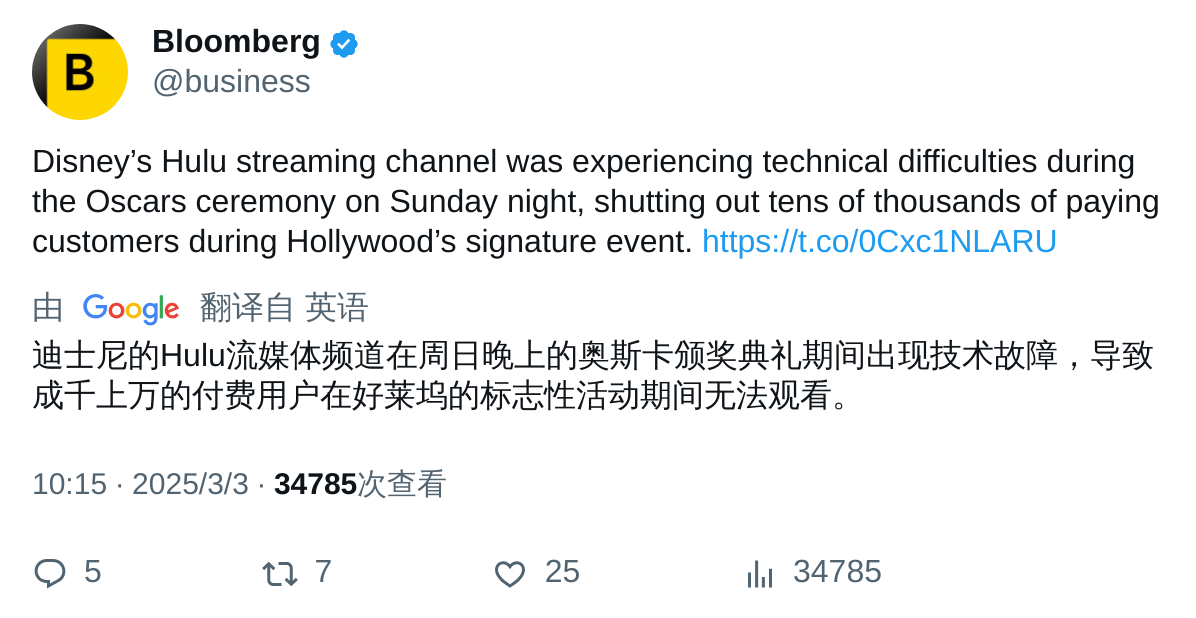 B
Bloomberg
@business
Disney’s Hulu streaming channel was experiencing technical difficulties during
the Oscars ceremony on Sunday night, shutting out tens of thousands of paying
customers during Hollywood’s signature event. https://t.co/0Cxc1NLARU
由 Google 翻译自 英语
迪士尼的Hulu流媒体频道在周日晚上的奥斯卡颁奖典礼期间出现技术故障，导致
成千上万的付费用户在好莱坞的标志性活动期间无法观看。
10:15 · 2025/3/3 · 34785次查看
5 7 25 34785